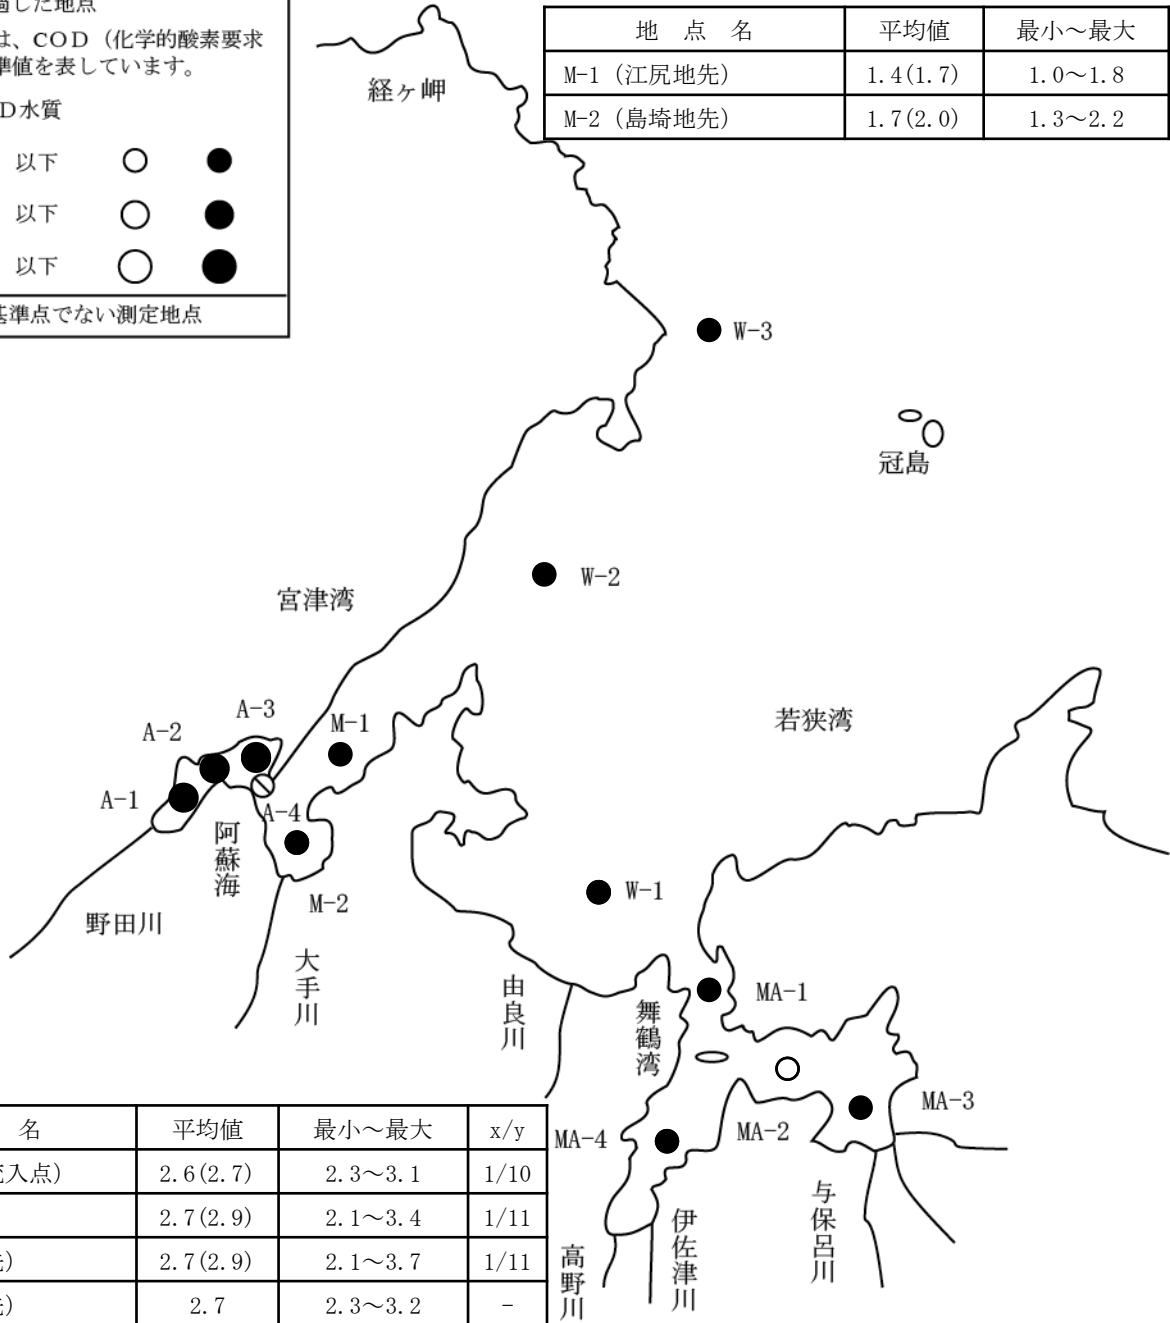 過した地点
は、COD（化学的酸素要求
準値を表しています。
D水質
以下
以下
以下
基準点でない測定地点
地　点　名 平均値 最小～最大
M-1（江尻地先） 1.4(1.7) 1.0～1.8
M-2（島埼地先） 1.7(2.0) 1.3～2.2
経ヶ岬
W-3
冠島
W-2
宮津湾
若狭湾
A-3
M-1
A-2
A-1
A-4
阿蘇海
W-1
M-2
野田川
大手川
由良川
舞鶴湾
MA-1
MA-3
MA-2
MA-4
与保呂川
伊佐津川
高野川
名 平均値 最小～最大 x/y
流入点） 2.6(2.7) 2.3～3.1 1/10
2.7(2.9) 2.1～3.4 1/11
先） 2.7(2.9) 2.1～3.7 1/11
先） 2.7 2.3～3.2 -